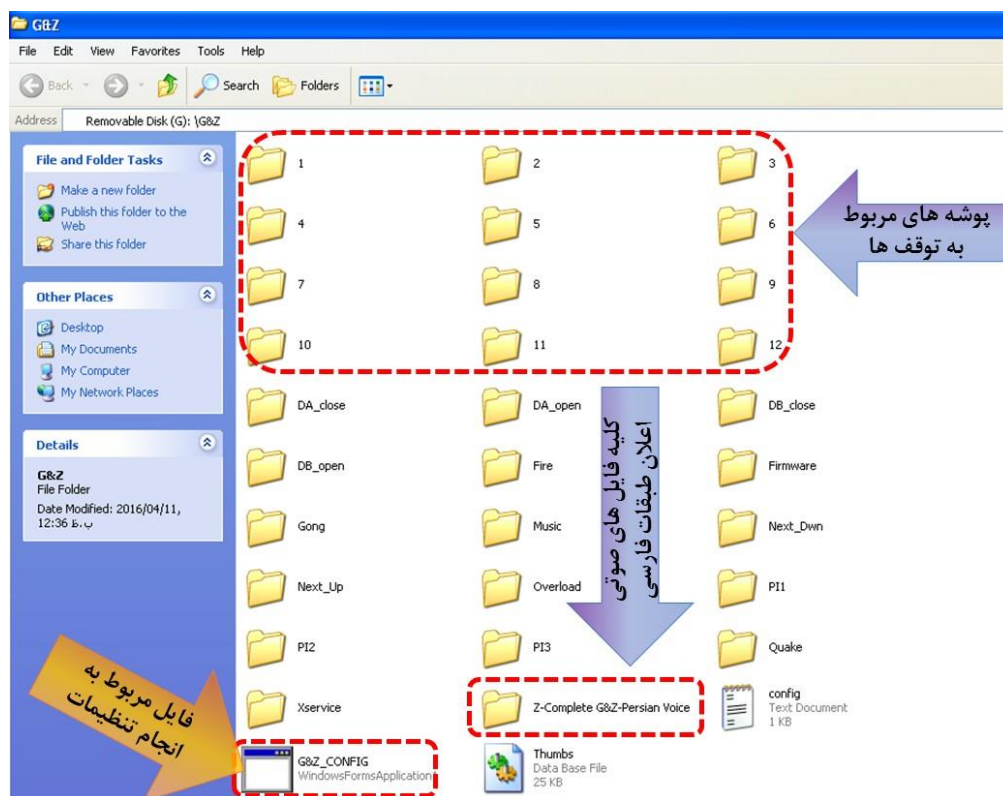 G&Z
File Edit View Favorites Tools Help
Back Search Folders
Address Removable Disk (G:) \G&Z
File and Folder Tasks
Make a new folder
Publish this folder to the
Web
Share this folder
Other Places
Desktop
My Documents
My Computer
My Network Places
Details
G&Z
File Folder
Date Modified: 2016/04/11,
12:36 ب.ظ
1 2 3
4 5 6
7 8 9
10 11 12
DA_close DA_open DB_close
DB_open Fire Firmware
Gong Music Next_Dwn
Next_Up Overload PI1
PI2 PI3 Quake
Xservice Z-Complete G&Z-Persian Voice config
Text Document
1 KB
G&Z_CONFIG
WindowsFormsApplication
Thumbs
Data Base File
25 KB
پوشه های مربوط
به توقف ها
کلیه فایل های صوتی
اعلان طبقات فارسی
فایل مربوط به
انجام تنظیمات